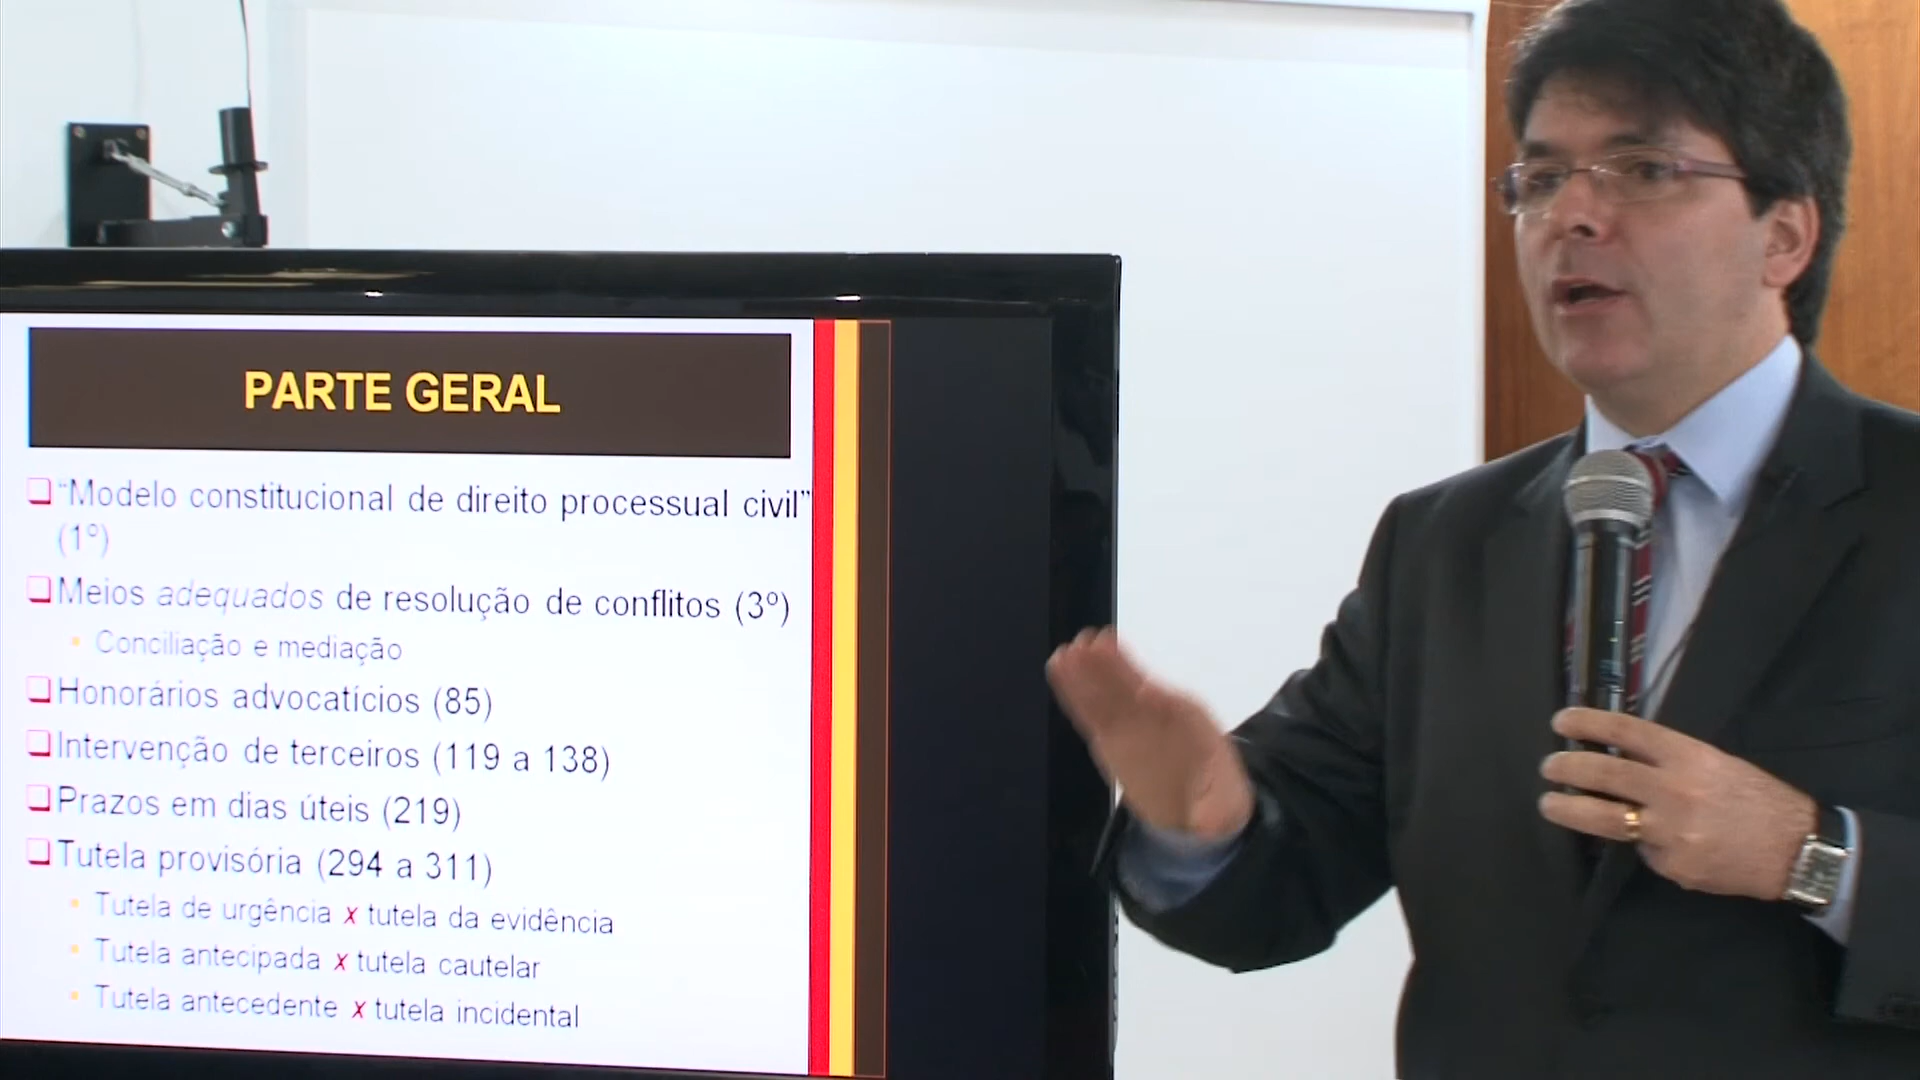 PARTE GERAL
“Modelo constitucional de direito processual civil”
(1º)
Meios adequados de resolução de conflitos (3º)
Conciliação e mediação
Honorários advocatícios (85)
Intervenção de terceiros (119 a 138)
Prazos em dias úteis (219)
Tutela provisória (294 a 311)
Tutela de urgência x tutela da evidência
Tutela antecipada x tutela cautelar
Tutela antecedente x tutela incidental